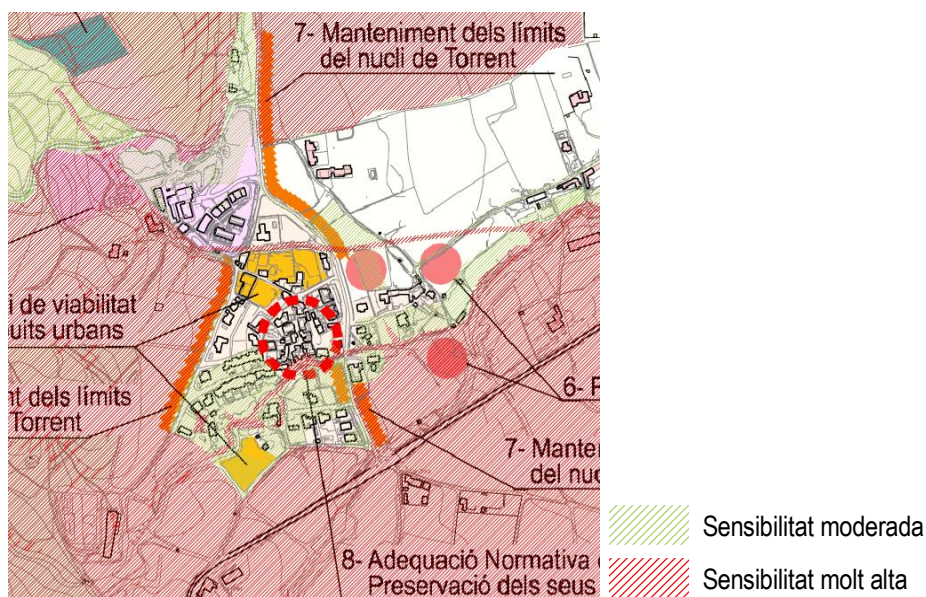 7- Manteniment dels límits
del nucli de Torrent
i de viabilitat
uits urbans
nt dels límits
Torrent
6- P
7- Mante
del nuc
8- Adequació Normativa
Preservació dels seus
Sensibilitat moderada
Sensibilitat molt alta